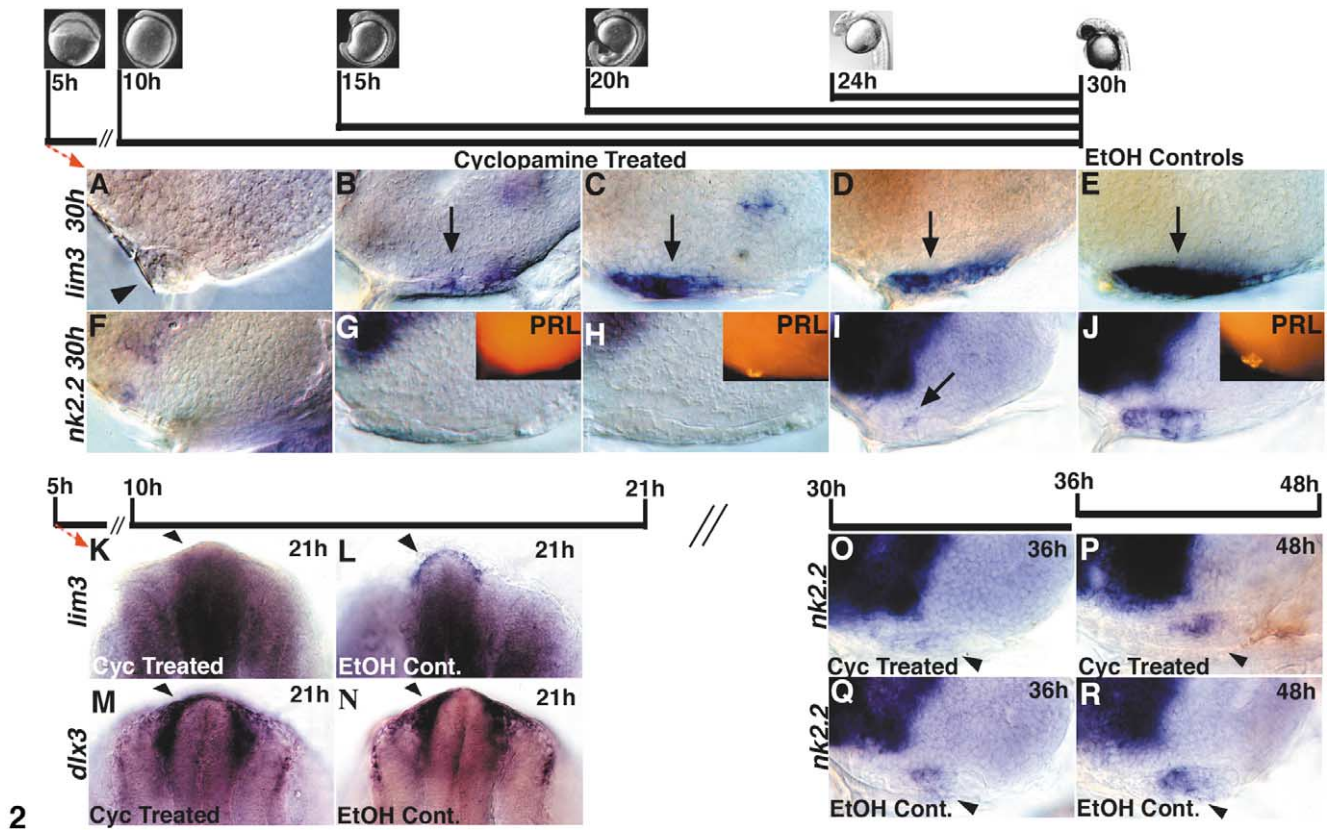 5h
10h
15h
20h
24h
30h
Cyclopamine Treated
EtOH Controls
lim3 30h
A
B
C
D
E
nk2.2 30h
F
G
PRL
H
PRL
I
J
PRL
5h
10h
21h
30h
36h
48h
lim3
K
21h
Cyc Treated
L
21h
EtOH Cont.
nk2.2
O
36h
Cyc Treated
P
48h
Cyc Treated
dlx3
M
21h
Cyc Treated
N
21h
EtOH Cont.
nk2.2
Q
36h
EtOH Cont.
R
48h
EtOH Cont.
2